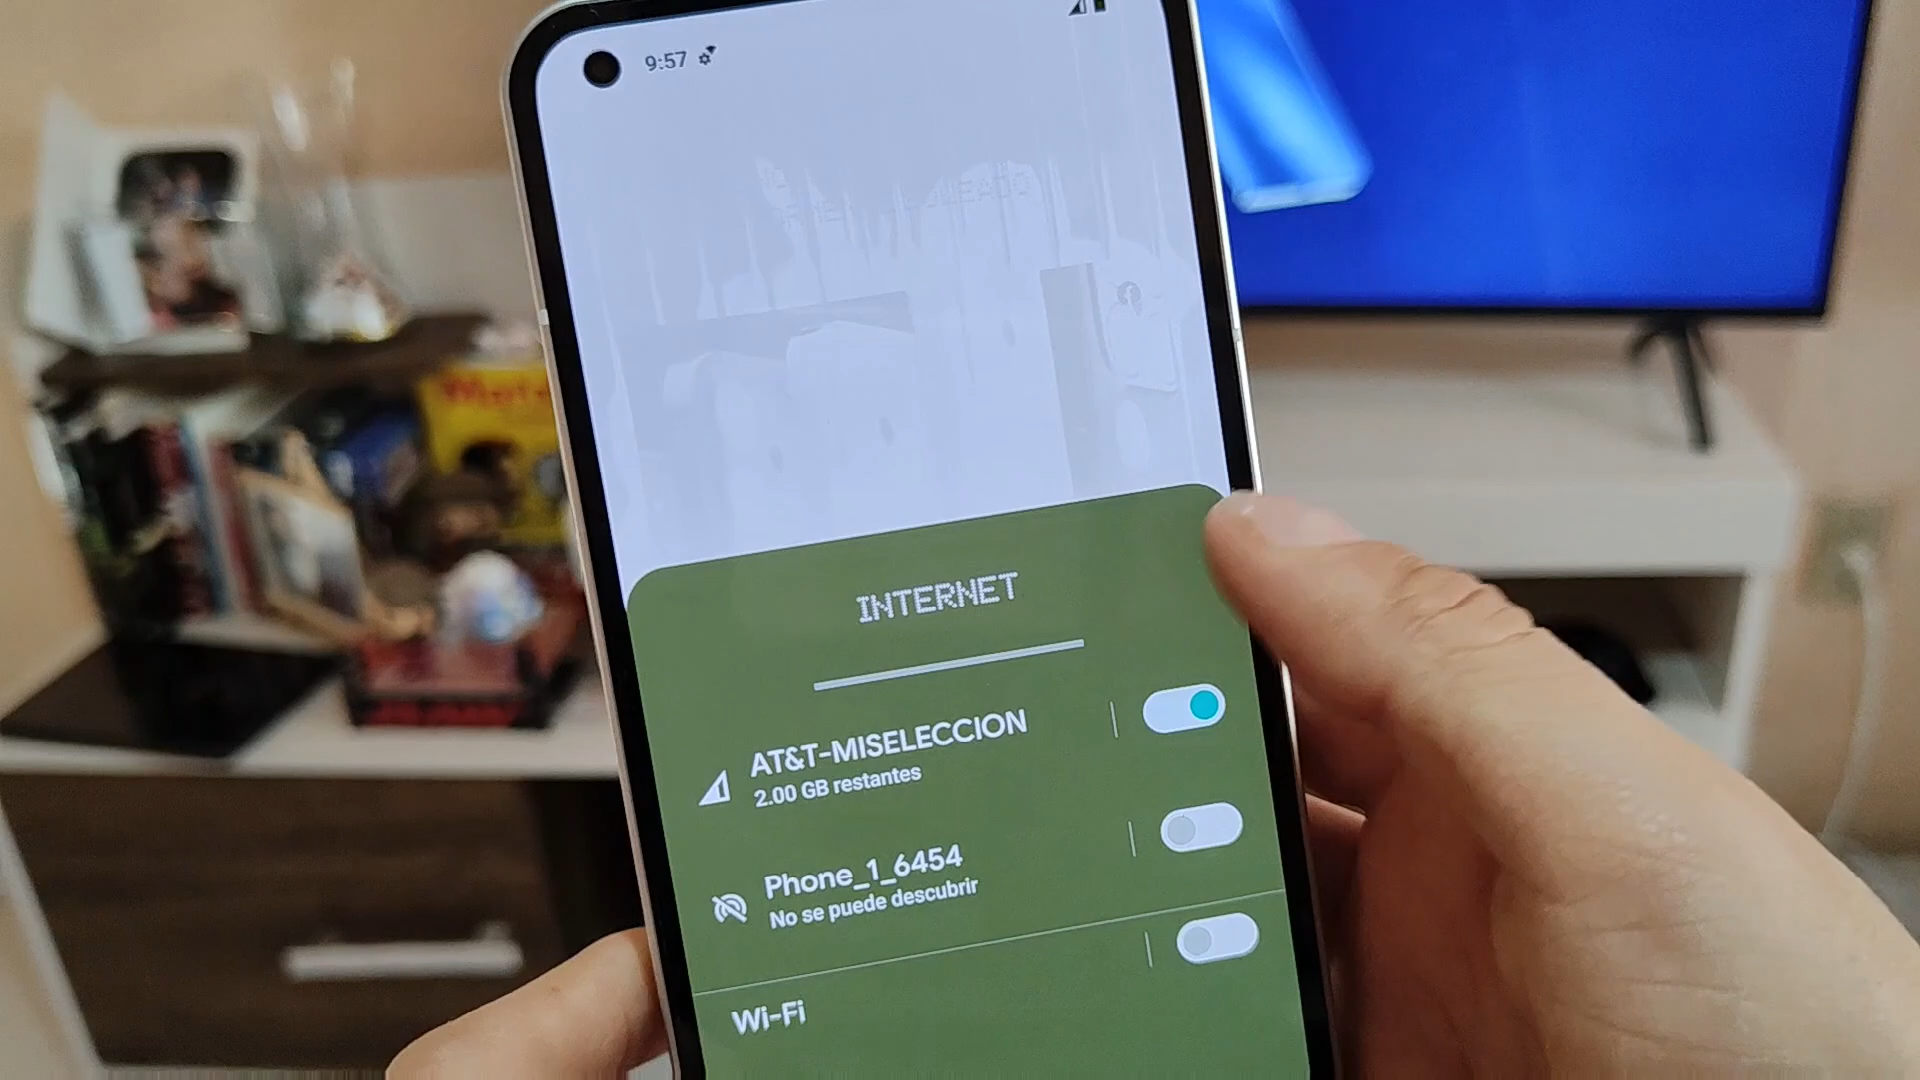 9:57
INTERNET
AT&T-MISELECCION
2.00 GB restantes
Phone_1_6454
No se puede descubrir
Wi-Fi